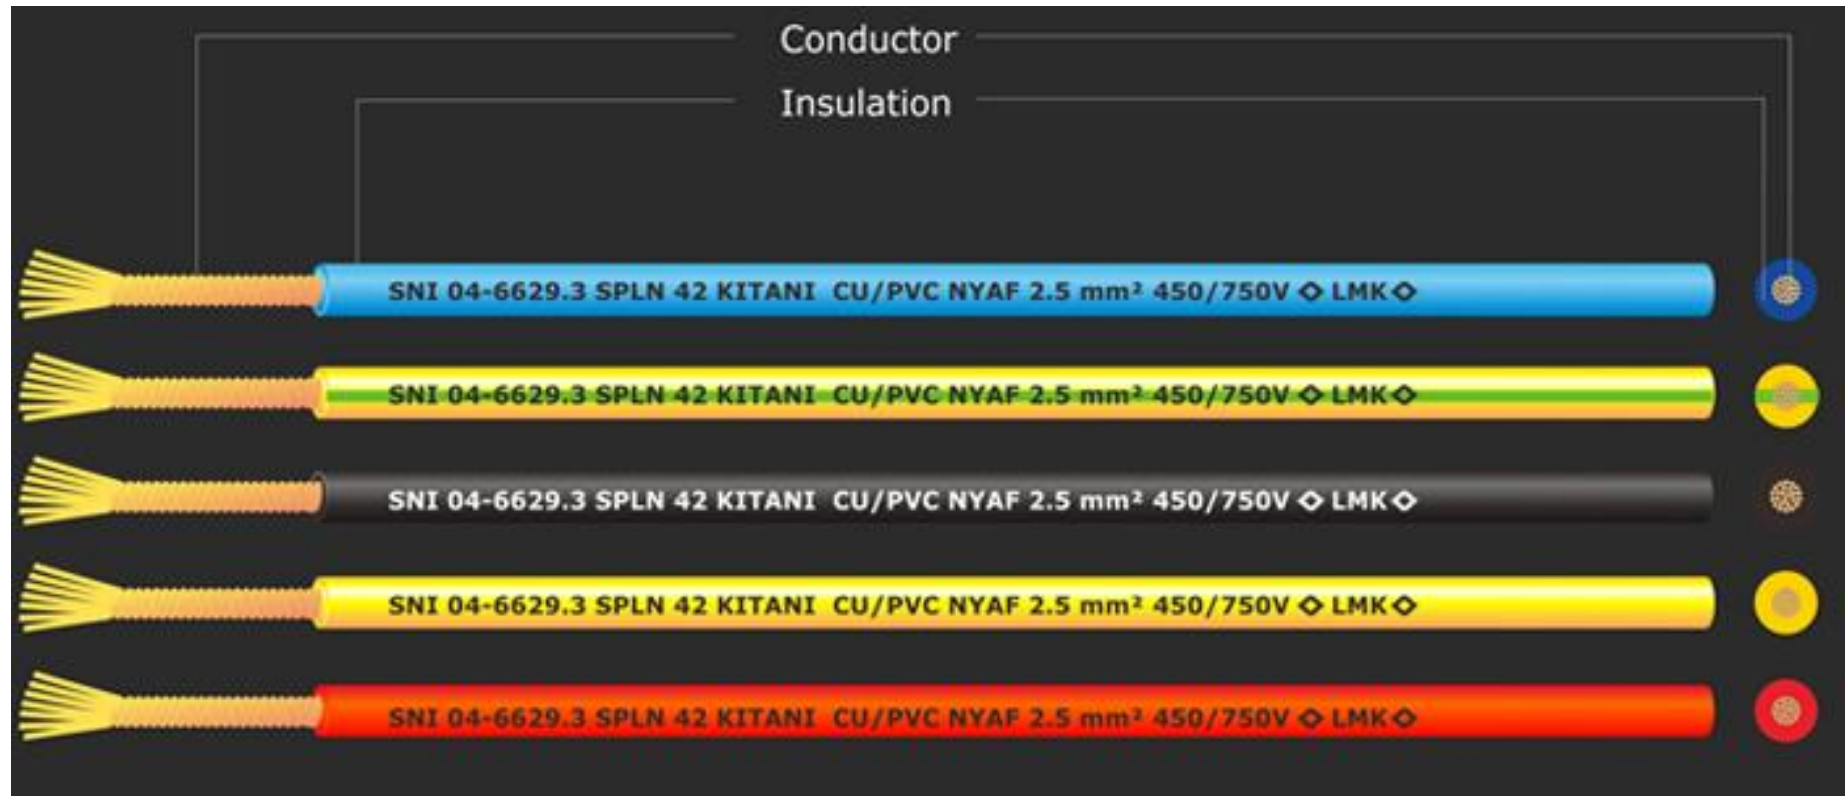 Conductor
Insulation
SNI 04-6629.3 SPLN 42 KITANI CU/PVC NYAF 2.5 mm² 450/750V ◇ LMK ◇
SNI 04-6629.3 SPLN 42 KITANI CU/PVC NYAF 2.5 mm² 450/750V ◇ LMK ◇
SNI 04-6629.3 SPLN 42 KITANI CU/PVC NYAF 2.5 mm² 450/750V ◇ LMK ◇
SNI 04-6629.3 SPLN 42 KITANI CU/PVC NYAF 2.5 mm² 450/750V ◇ LMK ◇
SNI 04-6629.3 SPLN 42 KITANI CU/PVC NYAF 2.5 mm² 450/750V ◇ LMK ◇